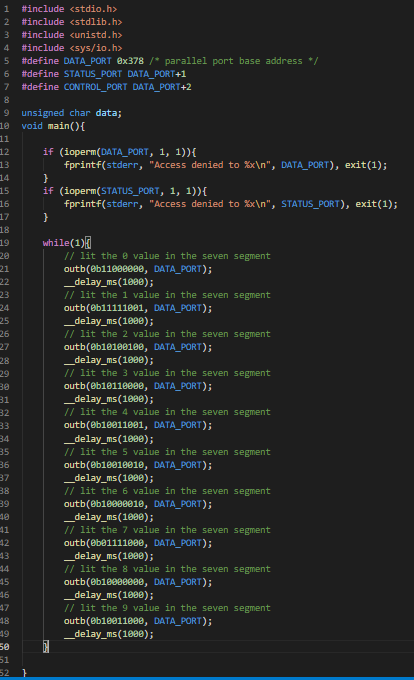 1 #include <stdio.h>
2 #include <stdlib.h>
3 #include <unistd.h>
4 #include <sys/io.h>
5 #define DATA_PORT 0x378 /* parallel port base address */
6 #define STATUS_PORT DATA_PORT+1
7 #define CONTROL_PORT DATA_PORT+2
8
9 unsigned char data;
10 void main(){
11
12     if (ioperm(DATA_PORT, 1, 1)){
13         fprintf(stderr, "Access denied to %x\n", DATA_PORT), exit(1);
14     }
15     if (ioperm(STATUS_PORT, 1, 1)){
16         fprintf(stderr, "Access denied to %x\n", STATUS_PORT), exit(1);
17     }
18
19     while(1){
20         // lit the 0 value in the seven segment
21         outb(0b11000000, DATA_PORT);
22         __delay_ms(1000);
23         // lit the 1 value in the seven segment
24         outb(0b11111001, DATA_PORT);
25         __delay_ms(1000);
26         // lit the 2 value in the seven segment
27         outb(0b10100100, DATA_PORT);
28         __delay_ms(1000);
29         // lit the 3 value in the seven segment
30         outb(0b10110000, DATA_PORT);
31         __delay_ms(1000);
32         // lit the 4 value in the seven segment
33         outb(0b10011001, DATA_PORT);
34         __delay_ms(1000);
35         // lit the 5 value in the seven segment
36         outb(0b10010010, DATA_PORT);
37         __delay_ms(1000);
38         // lit the 6 value in the seven segment
39         outb(0b10000010, DATA_PORT);
40         __delay_ms(1000);
41         // lit the 7 value in the seven segment
42         outb(0b01111000, DATA_PORT);
43         __delay_ms(1000);
44         // lit the 8 value in the seven segment
45         outb(0b10000000, DATA_PORT);
46         __delay_ms(1000);
47         // lit the 9 value in the seven segment
48         outb(0b10011000, DATA_PORT);
49         __delay_ms(1000);
50     }
51
52 }